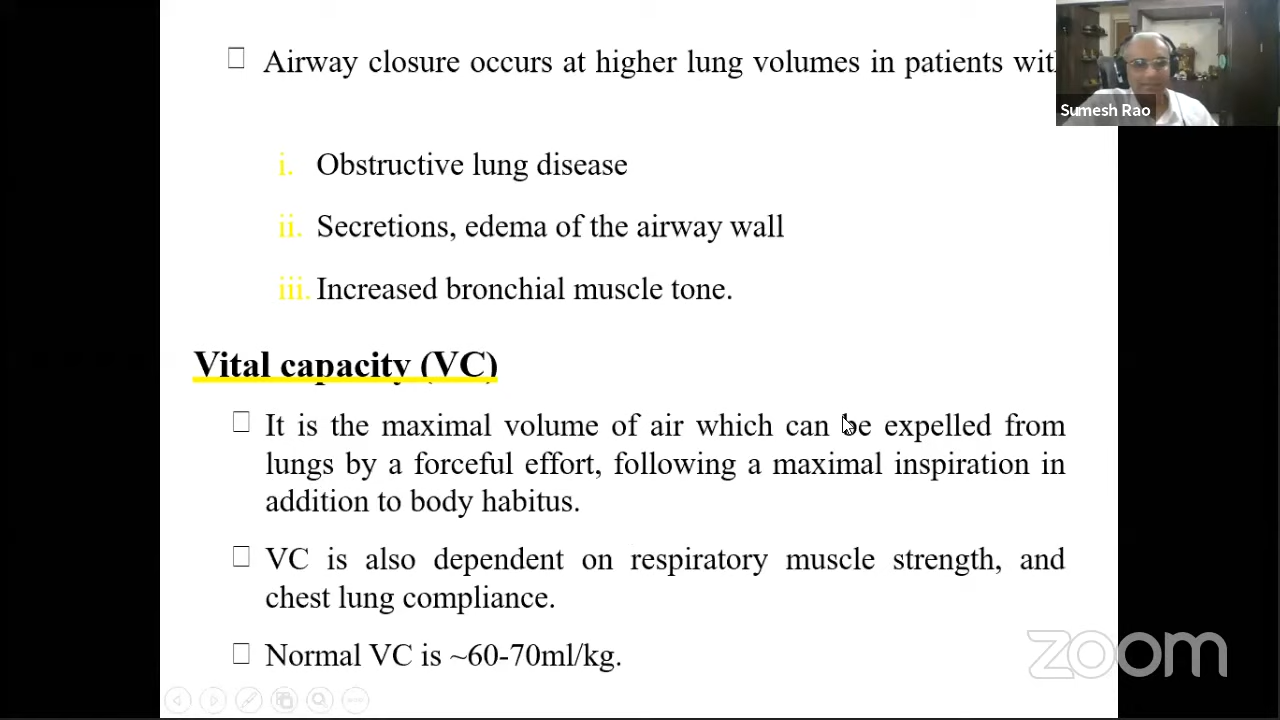 Airway closure occurs at higher lung volumes in patients with
Sumesh Rao
i. Obstructive lung disease
ii. Secretions, edema of the airway wall
iii. Increased bronchial muscle tone.
Vital capacity (VC)
It is the maximal volume of air which can be expelled from
lungs by a forceful effort, following a maximal inspiration in
addition to body habitus.
VC is also dependent on respiratory muscle strength, and
chest lung compliance.
Normal VC is ~60-70ml/kg.
zoom